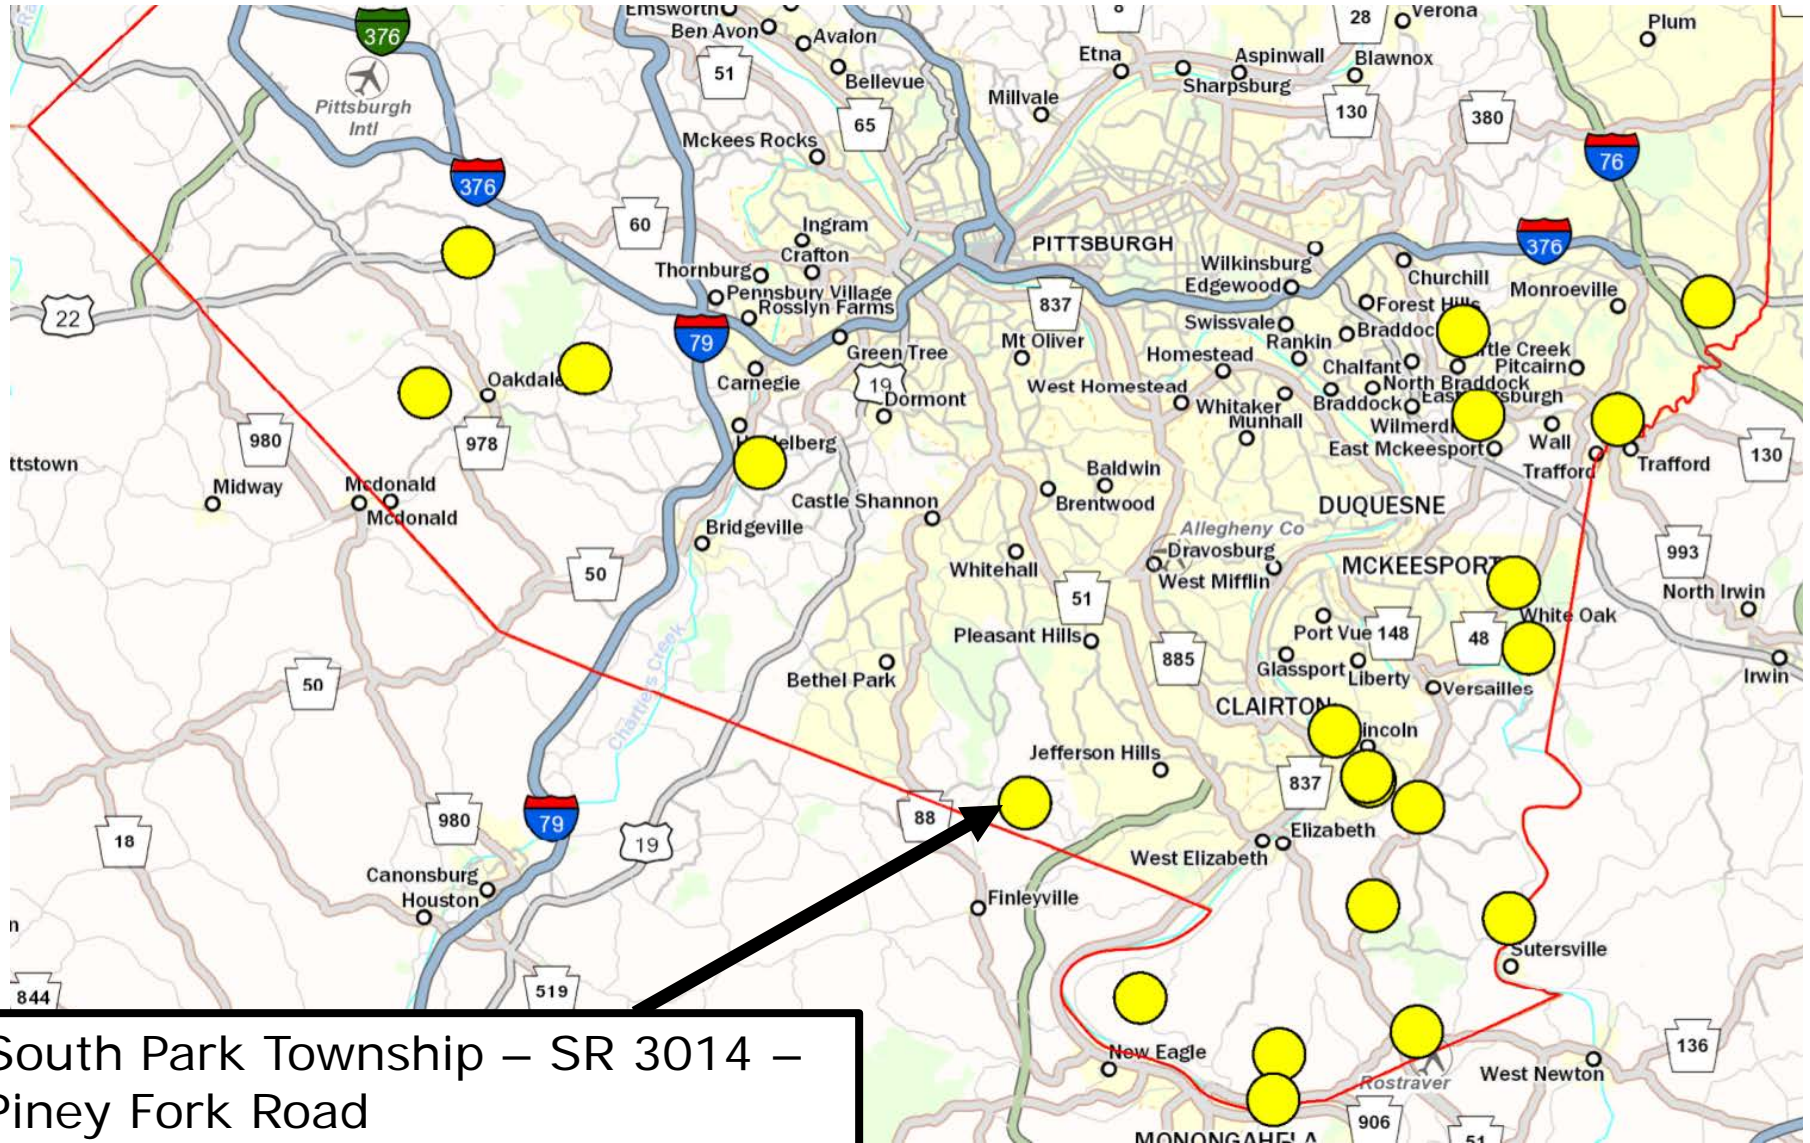 Emsworth
8
28
Verona
376
Ben Avon
Avalon
Plum
51
Etna
Aspinwall
Blawnox
Bellevue
Sharpsburg
Pittsburgh
Intl
Millvale
65
130
380
Mckees Rocks
76
376
60
Ingram
PITTSBURGH
376
Crafton
Wilkinsburg
Churchill
Thornburg
Edgewood
Pennsbury Village
Monroeville
Rosslyn Farms
837
Forest Hills
22
Swissvale
79
Mt Oliver
Rankin
Green Tree
Homestead
Chalfant
Pitcairn
Oakdale
Carnegie
19
West Homestead
North Braddock
Dormont
Whitaker
Braddock
Munhall
Wilmerd
Wall
980
978
East Mckeesport
Trafford
Trafford
130
ttstown
Midway
Mcdonald
Mcdonald
Baldwin
Brentwood
Castle Shannon
DUQUESNE
Bridgeville
Allegheny Co
Dravosburg
993
50
Whitehall
West Mifflin
MCKEESPORT
51
North Irwin
White Oak
Pleasant Hills
Port Vue
148
48
885
Chartiers Creek
50
Bethel Park
Glassport
Liberty
Versailles
Irwin
CLAIRTON
incoln
Jefferson Hills
837
88
980
79
18
19
Elizabeth
West Elizabeth
Canonsburg
Houston
Finleyville
n
Sutersville
844
519
South Park Township – SR 3014 –
Piney Fork Road
New Eagle
136
Rostraver
West Newton
906
51
MONONGAHELA